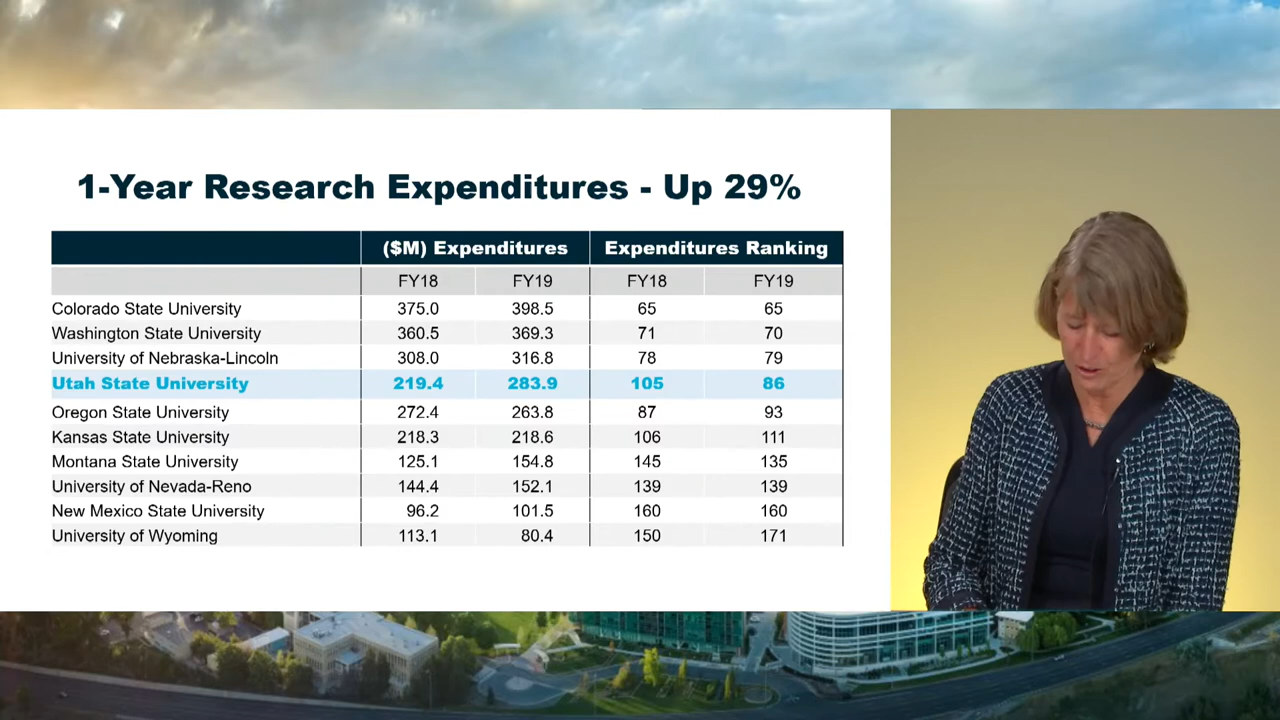 1-Year Research Expenditures - Up 29%
($M) Expenditures Expenditures Ranking
FY18 FY19 FY18 FY19
Colorado State University 375.0 398.5 65 65
Washington State University 360.5 369.3 71 70
University of Nebraska-Lincoln 308.0 316.8 78 79
Utah State University 219.4 283.9 105 86
Oregon State University 272.4 263.8 87 93
Kansas State University 218.3 218.6 106 111
Montana State University 125.1 154.8 145 135
University of Nevada-Reno 144.4 152.1 139 139
New Mexico State University 96.2 101.5 160 160
University of Wyoming 113.1 80.4 150 171